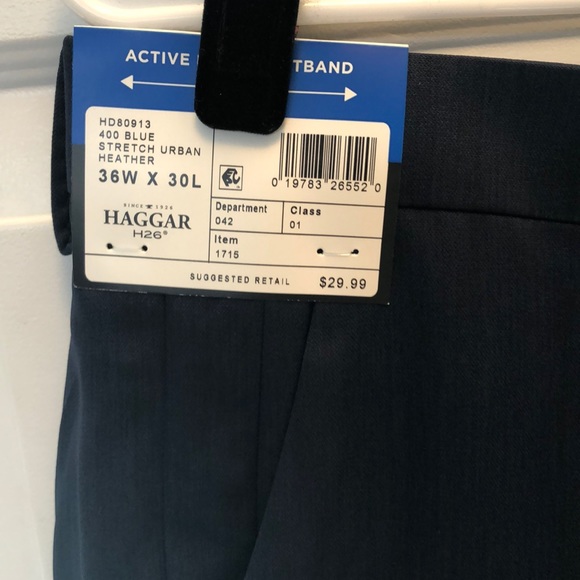 ACTIVE TBAND
HD80913
400 BLUE
STRETCH URBAN
HEATHER
36W X 30L
0 19783 26552 0
SINCE 1926
HAGGAR
H26®
Department
042
Class
01
Item
1715
SUGGESTED RETAIL $29.99